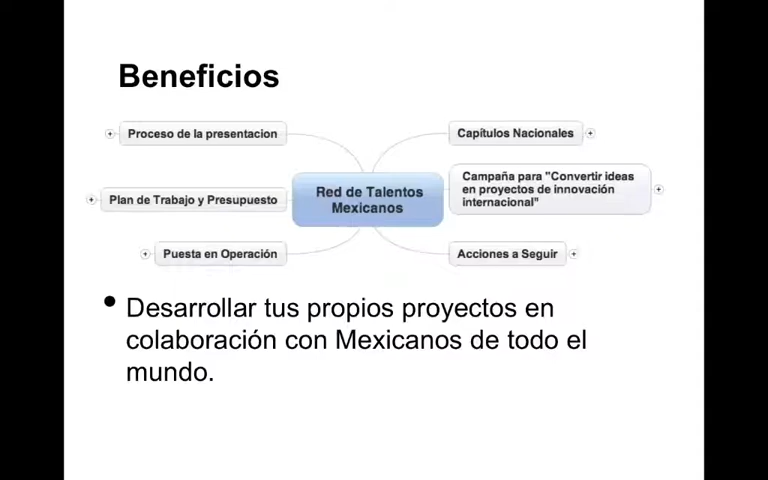 Beneficios
Proceso de la presentacion
Capítulos Nacionales
Campaña para "Convertir ideas
en proyectos de innovación
internacional"
Red de Talentos
Mexicanos
Plan de Trabajo y Presupuesto
Puesta en Operación
Acciones a Seguir
• Desarrollar tus propios proyectos en
colaboración con Mexicanos de todo el
mundo.